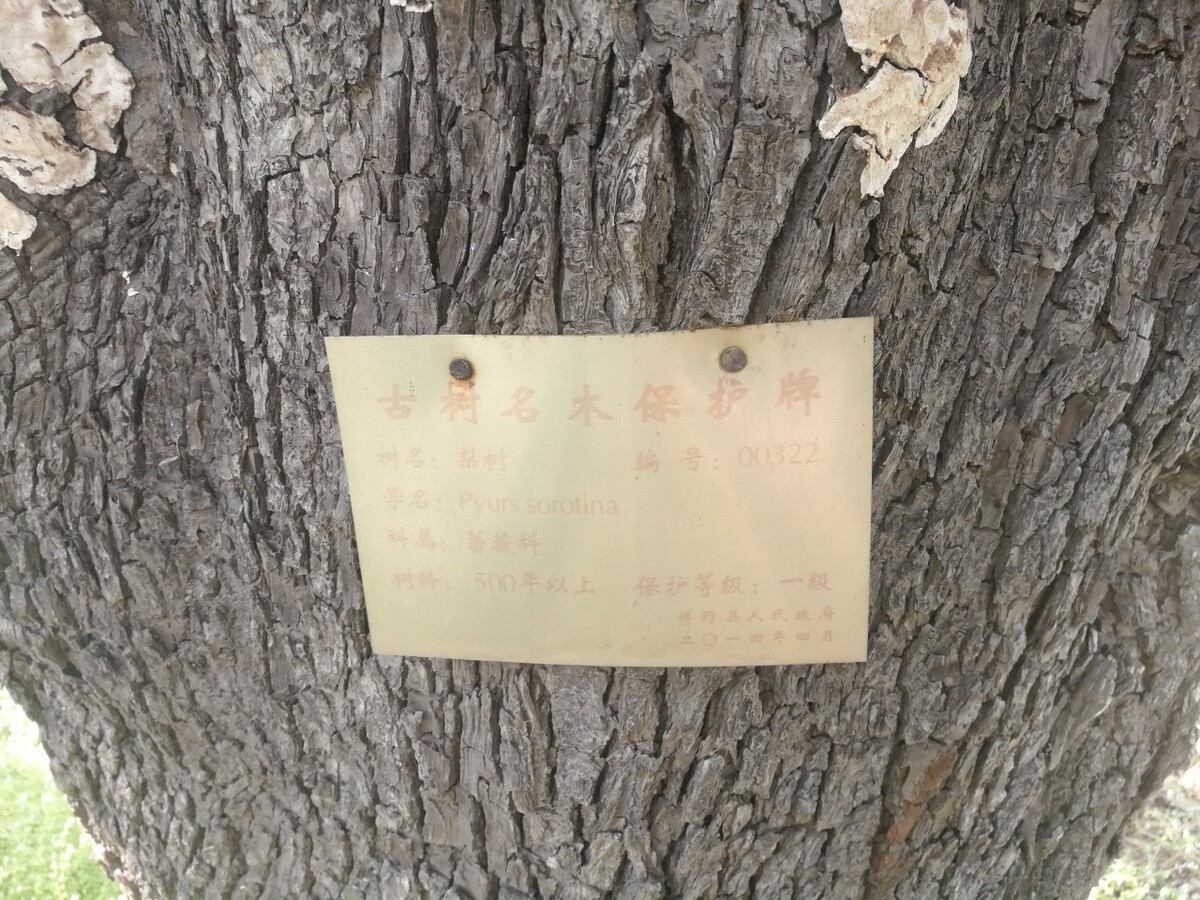 古树名木保护牌
树名：梨树 编 号：00322
学名：Pyurs sorotina
科属：蔷薇科
树龄：500年以上 保护等级：一级
博野县人民政府
二〇一四年四月